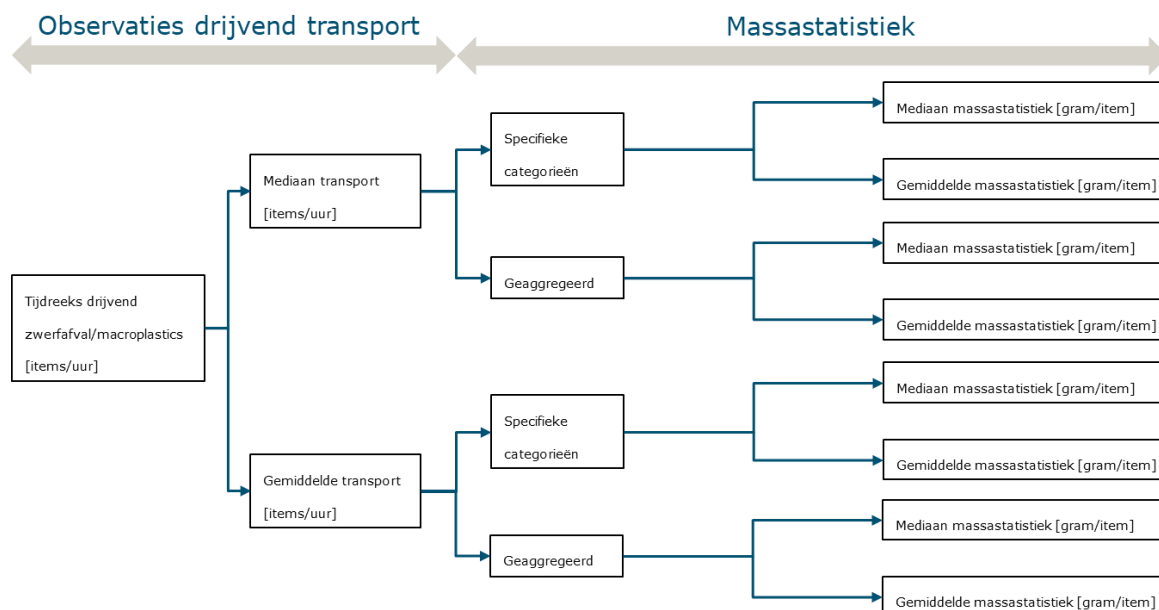 Observaties drijvend transport
Massastatistiek
Tijdreeks drijvend
zwerfafval/macroplastics
[items/uur]
Mediaan transport
[items/uur]
Specifieke
categorieën
Mediaan massastatistiek [gram/item]
Gemiddelde massastatistiek [gram/item]
Geaggregeerd
Mediaan massastatistiek [gram/item]
Gemiddelde massastatistiek [gram/item]
Gemiddelde transport
[items/uur]
Specifieke
categorieën
Mediaan massastatistiek [gram/item]
Gemiddelde massastatistiek [gram/item]
Geaggregeerd
Mediaan massastatistiek [gram/item]
Gemiddelde massastatistiek [gram/item]